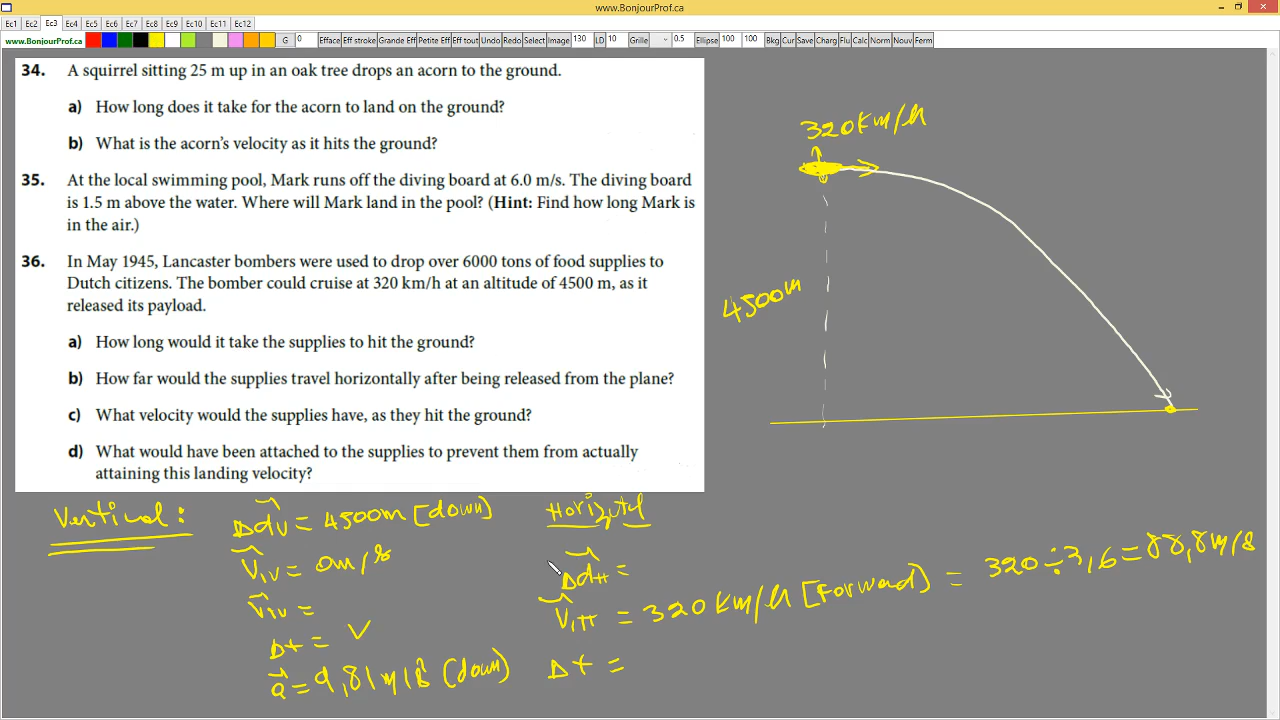 www.BonjourProf.ca
Ec1 Ec2 Ec3 Ec4 Ec5 Ec6 Ec7 Ec8 Ec9 Ec10 Ec11 Ec12
www.BonjourProf.ca G 0 Efface Eff stroke Grande Eff Petite Eff Eff tout Undo Redo Select Image 130 LD 10 Grille 0.5 Ellipse 100 100 Bkg Cur Save Charg Flu Calc Norm Nouv Ferm
34. A squirrel sitting 25 m up in an oak tree drops an acorn to the ground.
a) How long does it take for the acorn to land on the ground?
b) What is the acorn's velocity as it hits the ground?
35. At the local swimming pool, Mark runs off the diving board at 6.0 m/s. The diving board
is 1.5 m above the water. Where will Mark land in the pool? (Hint: Find how long Mark is
in the air.)
36. In May 1945, Lancaster bombers were used to drop over 6000 tons of food supplies to
Dutch citizens. The bomber could cruise at 320 km/h at an altitude of 4500 m, as it
released its payload.
a) How long would it take the supplies to hit the ground?
b) How far would the supplies travel horizontally after being released from the plane?
c) What velocity would the supplies have, as they hit the ground?
d) What would have been attached to the supplies to prevent them from actually
attaining this landing velocity?
320 km/h
4500m
Vertical:
Δdv = 4500m [down]
V1v = 0m/s
V1v =
Δt = V
a = 9,81 m/s² (down)
Horizontal
ΔdH =
V1H = 320 km/h [Forward] = 320 ÷ 3,6 = 88,8 m/s
Δt =